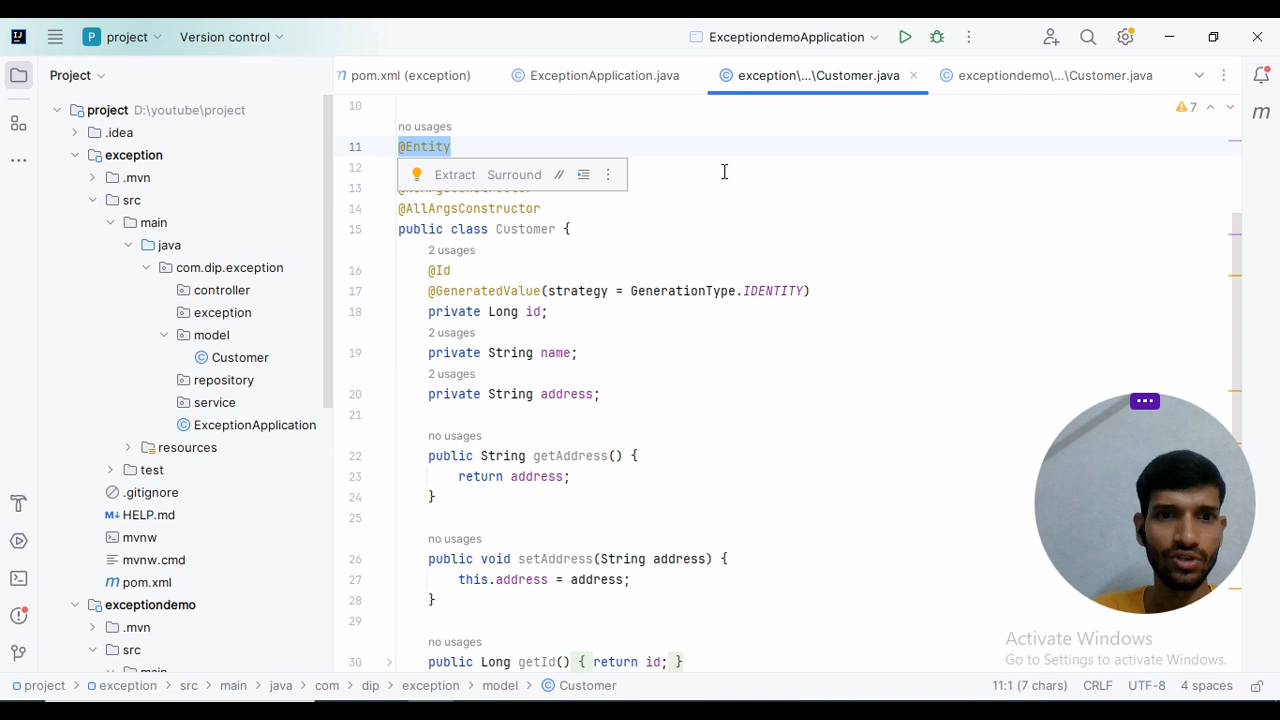 P project Version control ExceptiondemoApplication
Project pom.xml (exception) ExceptionApplication.java exception\...\Customer.java exceptiondemo\...\Customer.java
project D:\youtube\project
.idea
exception
.mvn
src
main
java
com.dip.exception
controller
exception
model
Customer
repository
service
ExceptionApplication
resources
test
.gitignore
M↓ HELP.md
mvnw
mvnw.cmd
m pom.xml
exceptiondemo
.mvn
src
10
7
no usages
11 @Entity
12
Extract Surround //
13
14 @AllArgsConstructor
15 public class Customer {
2 usages
16 @Id
17 @GeneratedValue(strategy = GenerationType.IDENTITY)
18 private Long id;
2 usages
19 private String name;
2 usages
20 private String address;
21
no usages
22 public String getAddress() {
23 return address;
24 }
25
no usages
26 public void setAddress(String address) {
27 this.address = address;
28 }
29
no usages
30 public Long getId() { return id; }
m
Activate Windows
Go to Settings to activate Windows.
project > exception > src > main > java > com > dip > exception > model > Customer 11:1 (7 chars) CRLF UTF-8 4 spaces